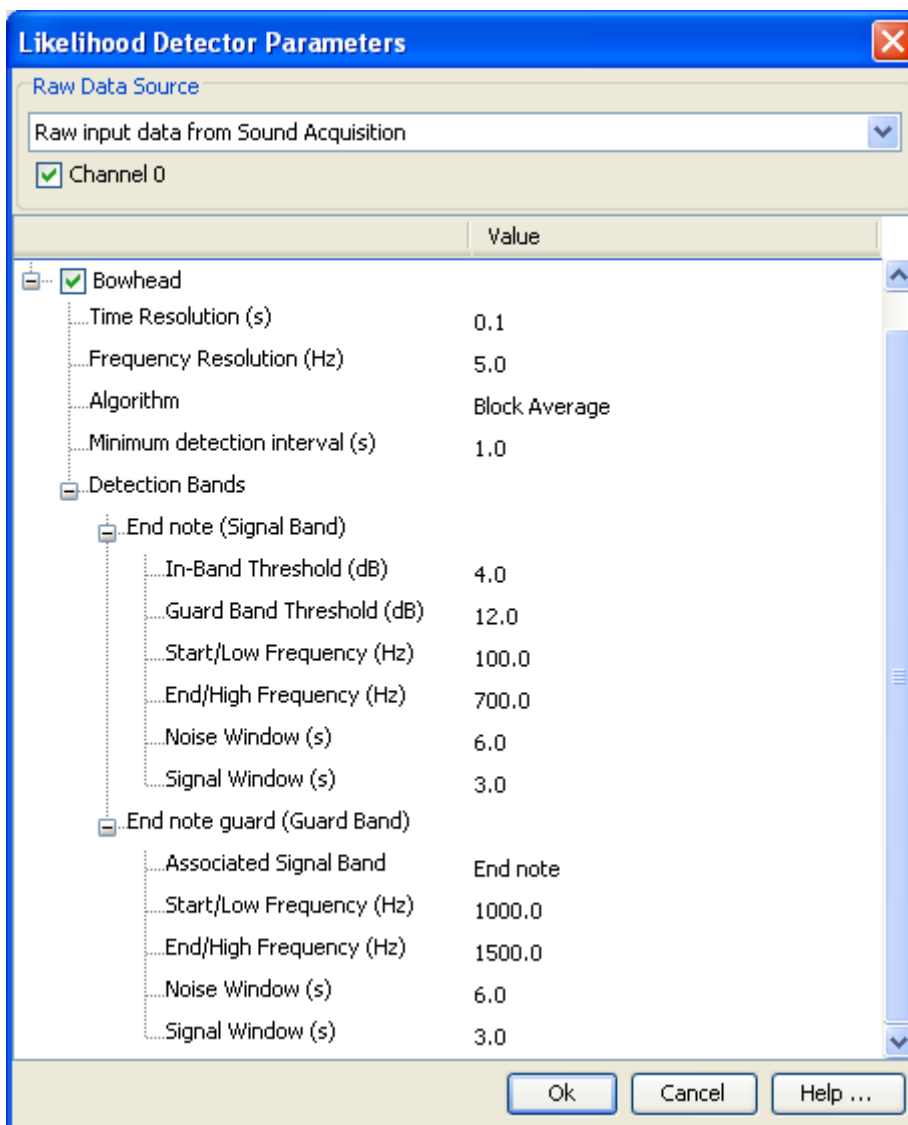 Likelihood Detector Parameters
Raw Data Source
Raw input data from Sound Acquisition
Channel 0
Value
Bowhead
Time Resolution (s) 0.1
Frequency Resolution (Hz) 5.0
Algorithm Block Average
Minimum detection interval (s) 1.0
Detection Bands
End note (Signal Band)
In-Band Threshold (dB) 4.0
Guard Band Threshold (dB) 12.0
Start/Low Frequency (Hz) 100.0
End/High Frequency (Hz) 700.0
Noise Window (s) 6.0
Signal Window (s) 3.0
End note guard (Guard Band)
Associated Signal Band End note
Start/Low Frequency (Hz) 1000.0
End/High Frequency (Hz) 1500.0
Noise Window (s) 6.0
Signal Window (s) 3.0
Ok Cancel Help ...